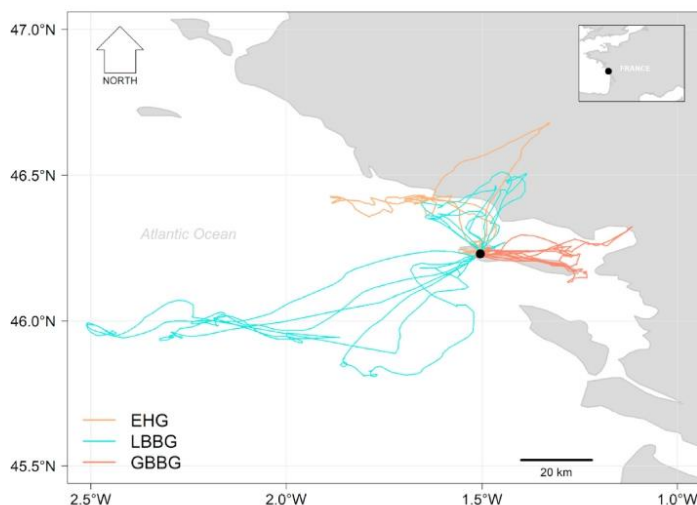 47.0°N
46.5°N
46.0°N
45.5°N
NORTH
FRANCE
Atlantic Ocean
EHG
LBBG
GBBG
20 km
2.5°W 2.0°W 1.5°W 1.0°W